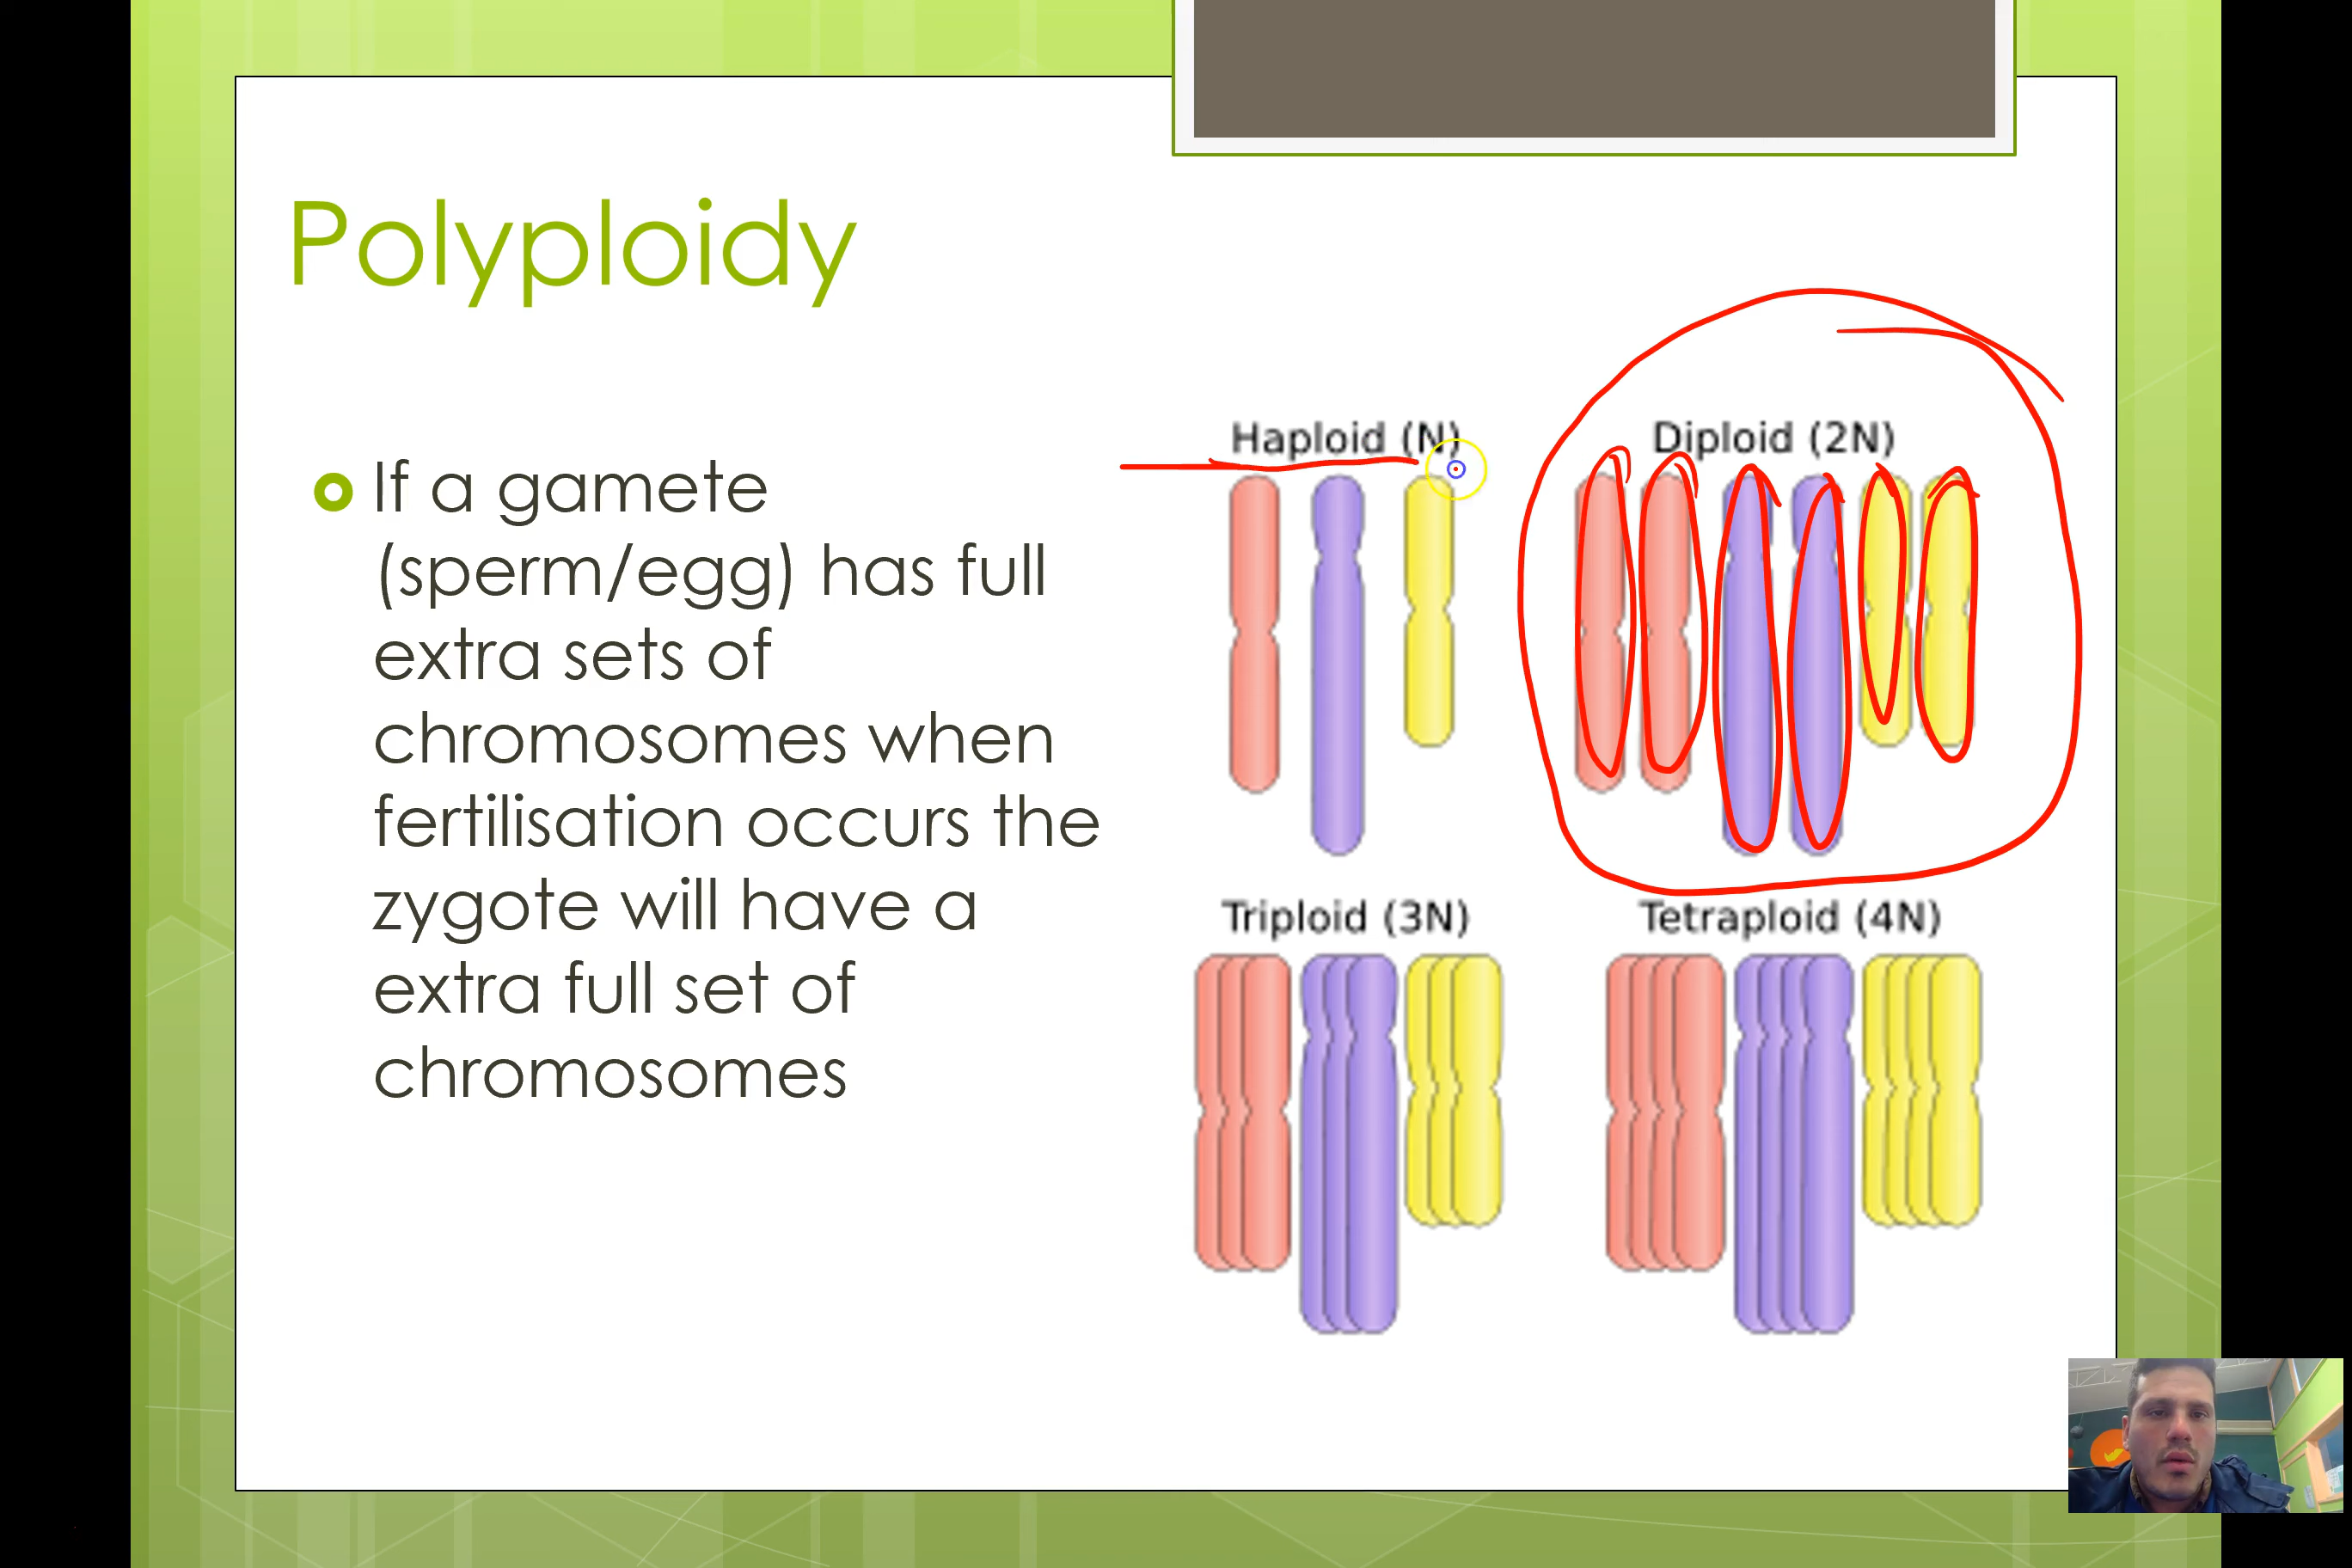 Polyploidy
If a gamete
(sperm/egg) has full
extra sets of
chromosomes when
fertilisation occurs the
zygote will have a
extra full set of
chromosomes
Haploid (N)
Diploid (2N)
Triploid (3N)
Tetraploid (4N)